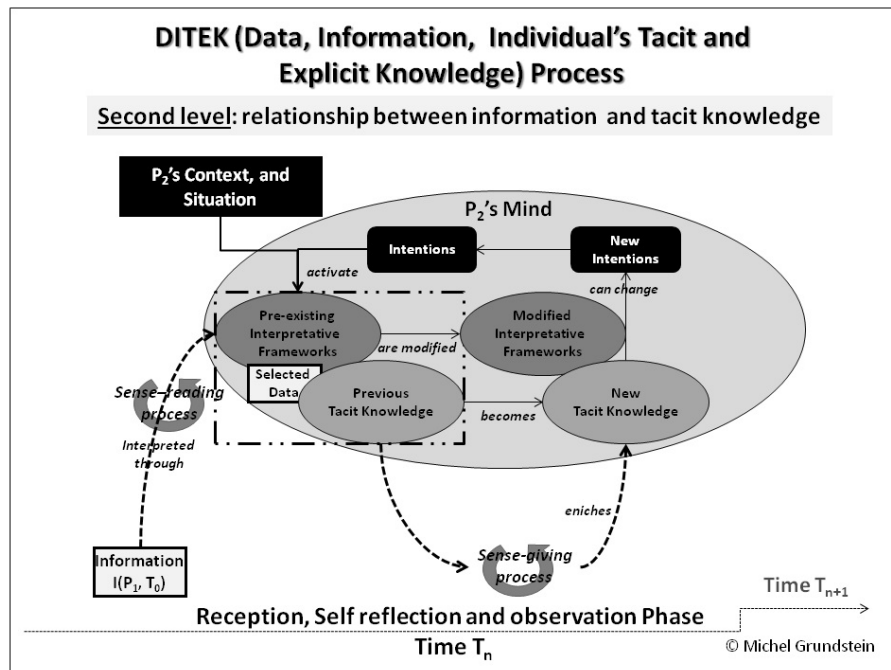 DITEK (Data, Information, Individual's Tacit and
Explicit Knowledge) Process
Second level: relationship between information and tacit knowledge
P2's Context, and
Situation
P2's Mind
Intentions
New
Intentions
activate
can change
Pre-existing
Interpretative
Frameworks
are modified
Modified
Interpretative
Frameworks
Selected
Data
Previous
Tacit Knowledge
becomes
New
Tacit Knowledge
Sense–reading
process
Interpreted
through
eniches
Sense-giving
process
Information
I(P1, T0)
Time Tn+1
Reception, Self reflection and observation Phase
Time Tn
© Michel Grundstein